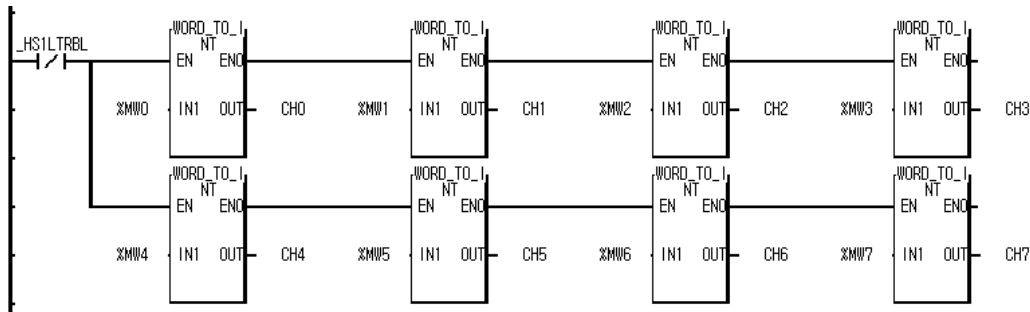 WORD_TO_I WORD_TO_I WORD_TO_I WORD_TO_I
_HS1LTRBL NT NT NT NT
EN ENO EN ENO EN ENO EN ENO
%MW0 IN1 OUT CH0 %MW1 IN1 OUT CH1 %MW2 IN1 OUT CH2 %MW3 IN1 OUT CH3
WORD_TO_I WORD_TO_I WORD_TO_I WORD_TO_I
NT NT NT NT
EN ENO EN ENO EN ENO EN ENO
%MW4 IN1 OUT CH4 %MW5 IN1 OUT CH5 %MW6 IN1 OUT CH6 %MW7 IN1 OUT CH7